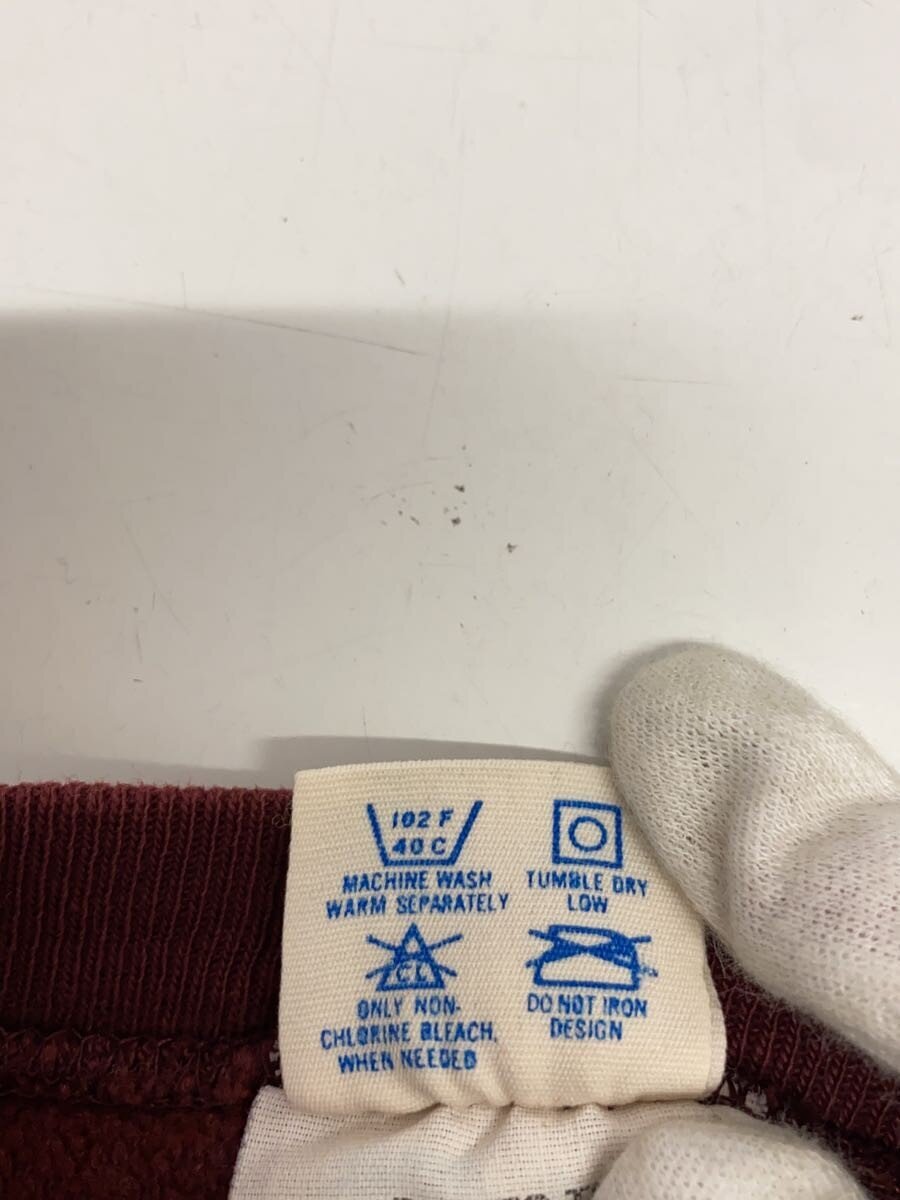 102 F
40 C
MACHINE WASH
WARM SEPARATELY
TUMBLE DRY
LOW
CL
ONLY NON-
CHLORINE BLEACH,
WHEN NEEDED
DO NOT IRON
DESIGN